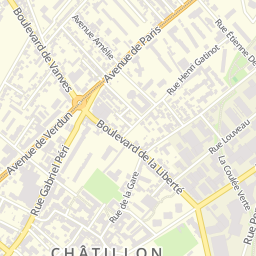 Boulevard de Vanves
Avenue Amélie
Avenue de Paris
Rue Étienne De
Rue Henri Gatinot
Avenue de Verdun
Rue Gabriel Péri
Boulevard de la Liberté
Rue Louveau
La Coulée Verte
Rue de la Gare
CHÂTILLON